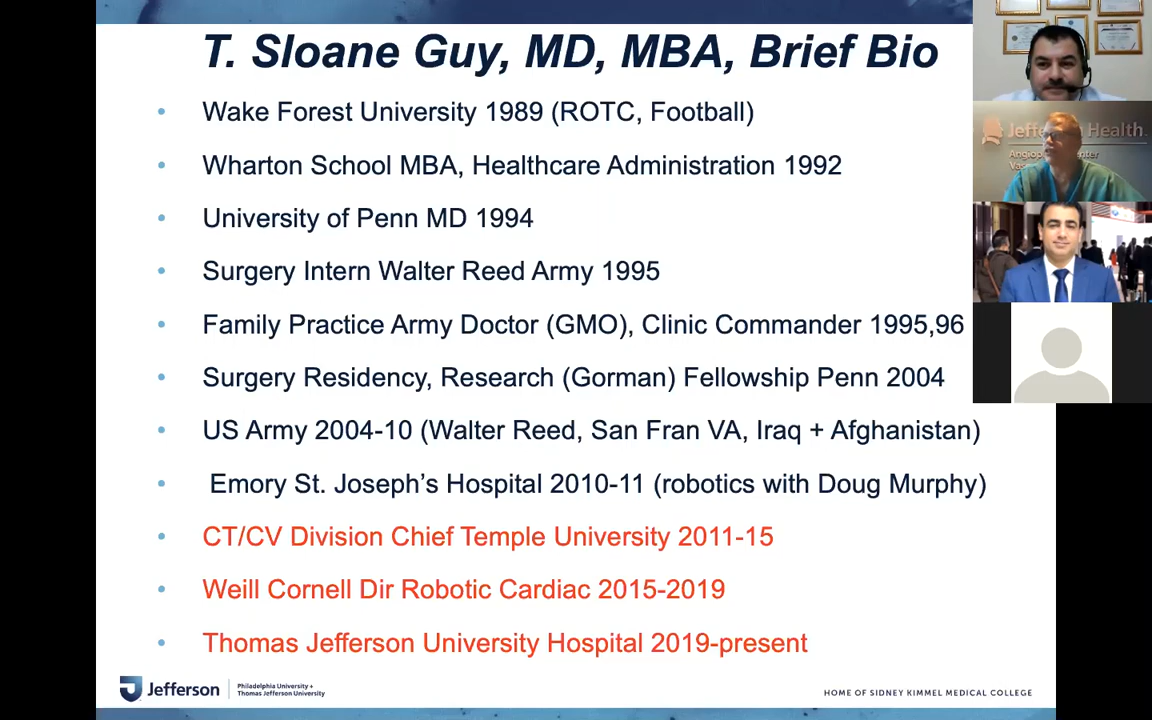 T. Sloane Guy, MD, MBA, Brief Bio
• Wake Forest University 1989 (ROTC, Football)
• Wharton School MBA, Healthcare Administration 1992
• University of Penn MD 1994
• Surgery Intern Walter Reed Army 1995
• Family Practice Army Doctor (GMO), Clinic Commander 1995,96
• Surgery Residency, Research (Gorman) Fellowship Penn 2004
• US Army 2004-10 (Walter Reed, San Fran VA, Iraq + Afghanistan)
• Emory St. Joseph’s Hospital 2010-11 (robotics with Doug Murphy)
• CT/CV Division Chief Temple University 2011-15
• Weill Cornell Dir Robotic Cardiac 2015-2019
• Thomas Jefferson University Hospital 2019-present
Jefferson
Philadelphia University +
Thomas Jefferson University
HOME OF SIDNEY KIMMEL MEDICAL COLLEGE
Jefferson Health.